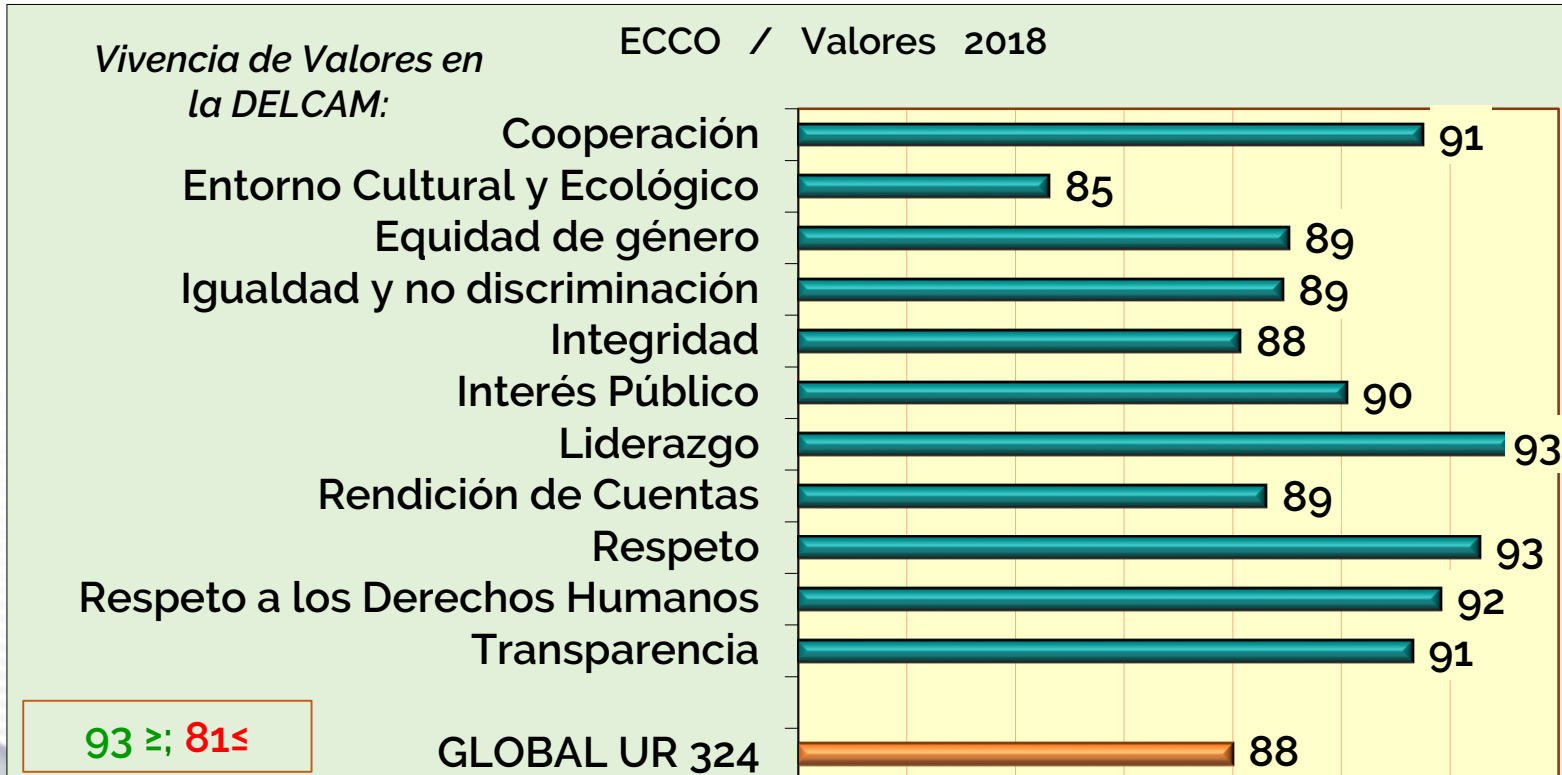 ECCO / Valores 2018
Vivencia de Valores en
la DELCAM:
Cooperación 91
Entorno Cultural y Ecológico 85
Equidad de género 89
Igualdad y no discriminación 89
Integridad 88
Interés Público 90
Liderazgo 93
Rendición de Cuentas 89
Respeto 93
Respeto a los Derechos Humanos 92
Transparencia 91
93 ≥; 81≤
GLOBAL UR 324 88